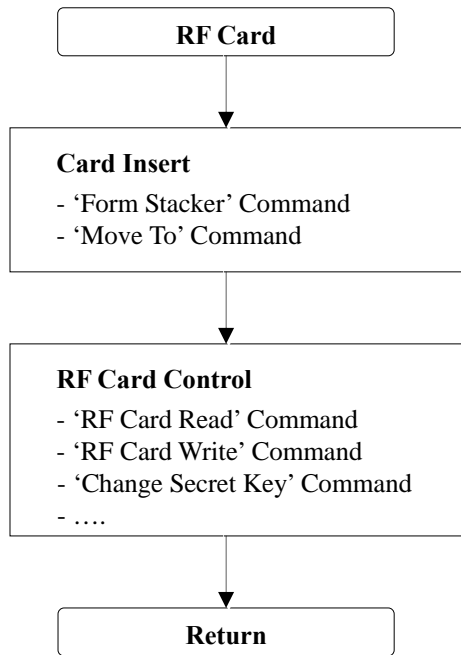 RF Card
Card Insert
- ‘Form Stacker’ Command
- ‘Move To’ Command
RF Card Control
- ‘RF Card Read’ Command
- ‘RF Card Write’ Command
- ‘Change Secret Key’ Command
- ….
Return